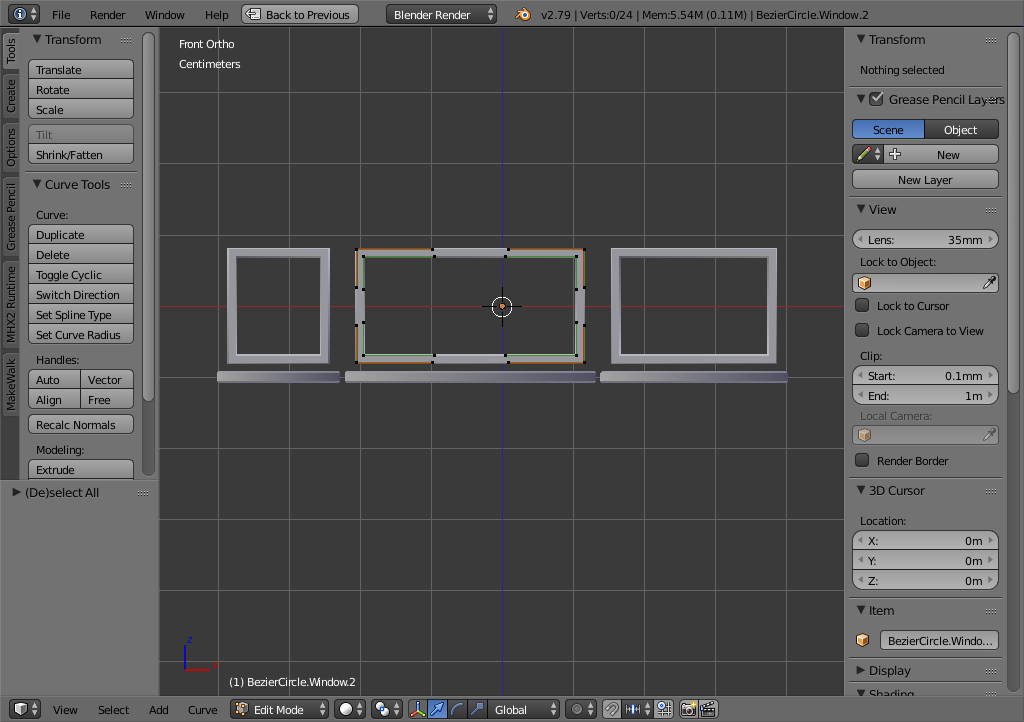 File Render Window Help Back to Previous Blender Render v2.79 | Verts:0/24 | Mem:5.54M (0.11M) | BezierCircle.Window.2
Tools
Create
Options
Grease Pencil
MHX2 Runtime
MakeWalk
Transform
Translate
Rotate
Scale
Tilt
Shrink/Fatten
Curve Tools
Curve:
Duplicate
Delete
Toggle Cyclic
Switch Direction
Set Spline Type
Set Curve Radius
Handles:
Auto Vector
Align Free
Recalc Normals
Modeling:
Extrude
(De)select All
Front Ortho
Centimeters
z
(1) BezierCircle.Window.2
Transform
Nothing selected
Grease Pencil Layers
Scene Object
New
New Layer
View
Lens: 35mm
Lock to Object:
Lock to Cursor
Lock Camera to View
Clip:
Start: 0.1mm
End: 1m
Local Camera:
Render Border
3D Cursor
Location:
X: 0m
Y: 0m
Z: 0m
Item
BezierCircle.Windo...
Display
Shading
View Select Add Curve Edit Mode Global